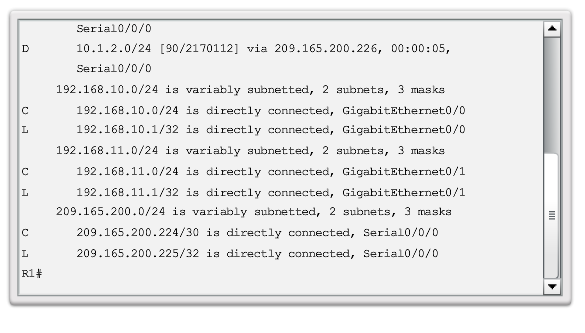 Serial0/0/0
D 10.1.2.0/24 [90/2170112] via 209.165.200.226, 00:00:05,
Serial0/0/0
192.168.10.0/24 is variably subnetted, 2 subnets, 3 masks
C 192.168.10.0/24 is directly connected, GigabitEthernet0/0
L 192.168.10.1/32 is directly connected, GigabitEthernet0/0
192.168.11.0/24 is variably subnetted, 2 subnets, 3 masks
C 192.168.11.0/24 is directly connected, GigabitEthernet0/1
L 192.168.11.1/32 is directly connected, GigabitEthernet0/1
209.165.200.0/24 is variably subnetted, 2 subnets, 3 masks
C 209.165.200.224/30 is directly connected, Serial0/0/0
L 209.165.200.225/32 is directly connected, Serial0/0/0
R1#